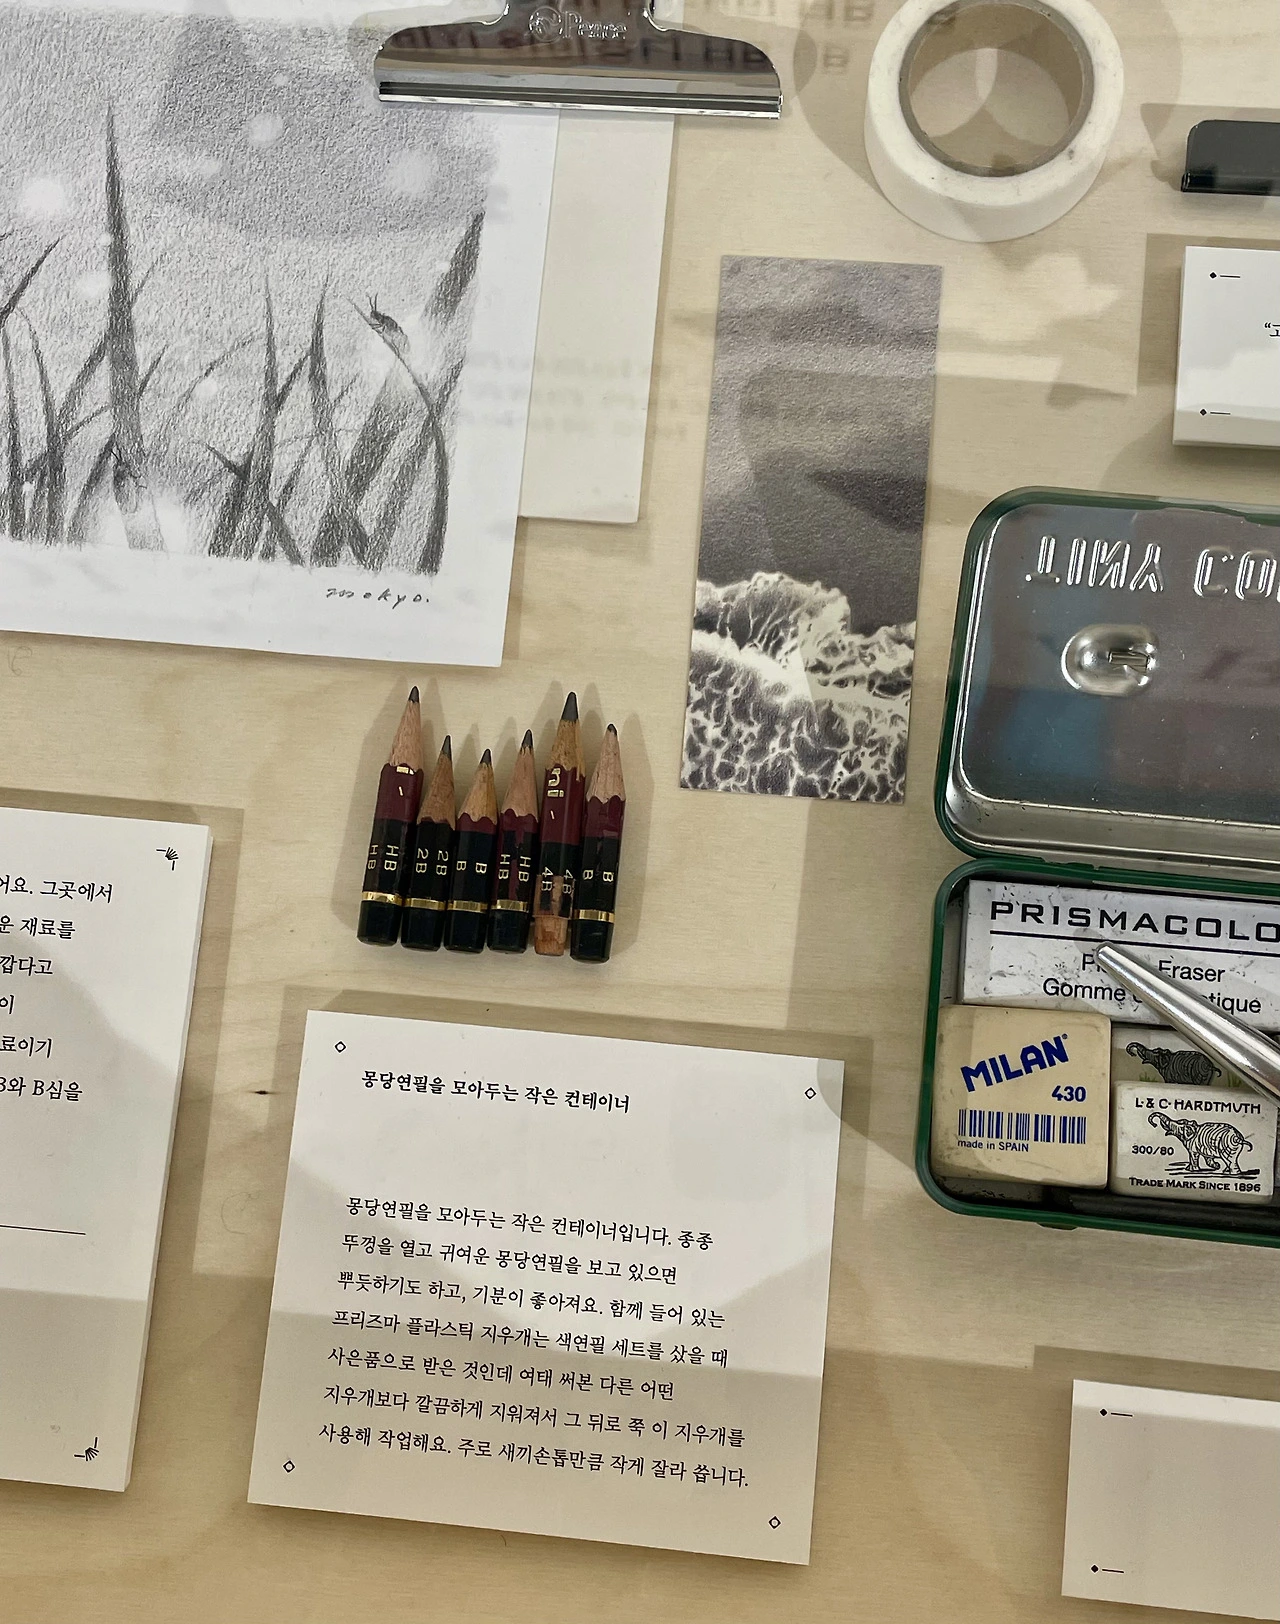 Peace
mokyo.
TINY CO
HB
HB
2B
2B
B
B
HB
HB
4B
4B
B
B
PRISMACOLO
Eraser
Gomme
MILAN®
430
made in SPAIN
L & C HARDTMUTH
300/80
TRADE MARK SINCE 1896
어요. 그곳에서
운 재료를
깝다고
이
료이기
B와 B심을
몽당연필을 모아두는 작은 컨테이너
몽당연필을 모아두는 작은 컨테이너입니다. 종종
뚜껑을 열고 귀여운 몽당연필을 보고 있으면
뿌듯하기도 하고, 기분이 좋아져요. 함께 들어 있는
프리즈마 플라스틱 지우개는 색연필 세트를 샀을 때
사은품으로 받은 것인데 여태 써본 다른 어떤
지우개보다 깔끔하게 지워져서 그 뒤로 쭉 이 지우개를
사용해 작업해요. 주로 새끼손톱만큼 작게 잘라 씁니다.